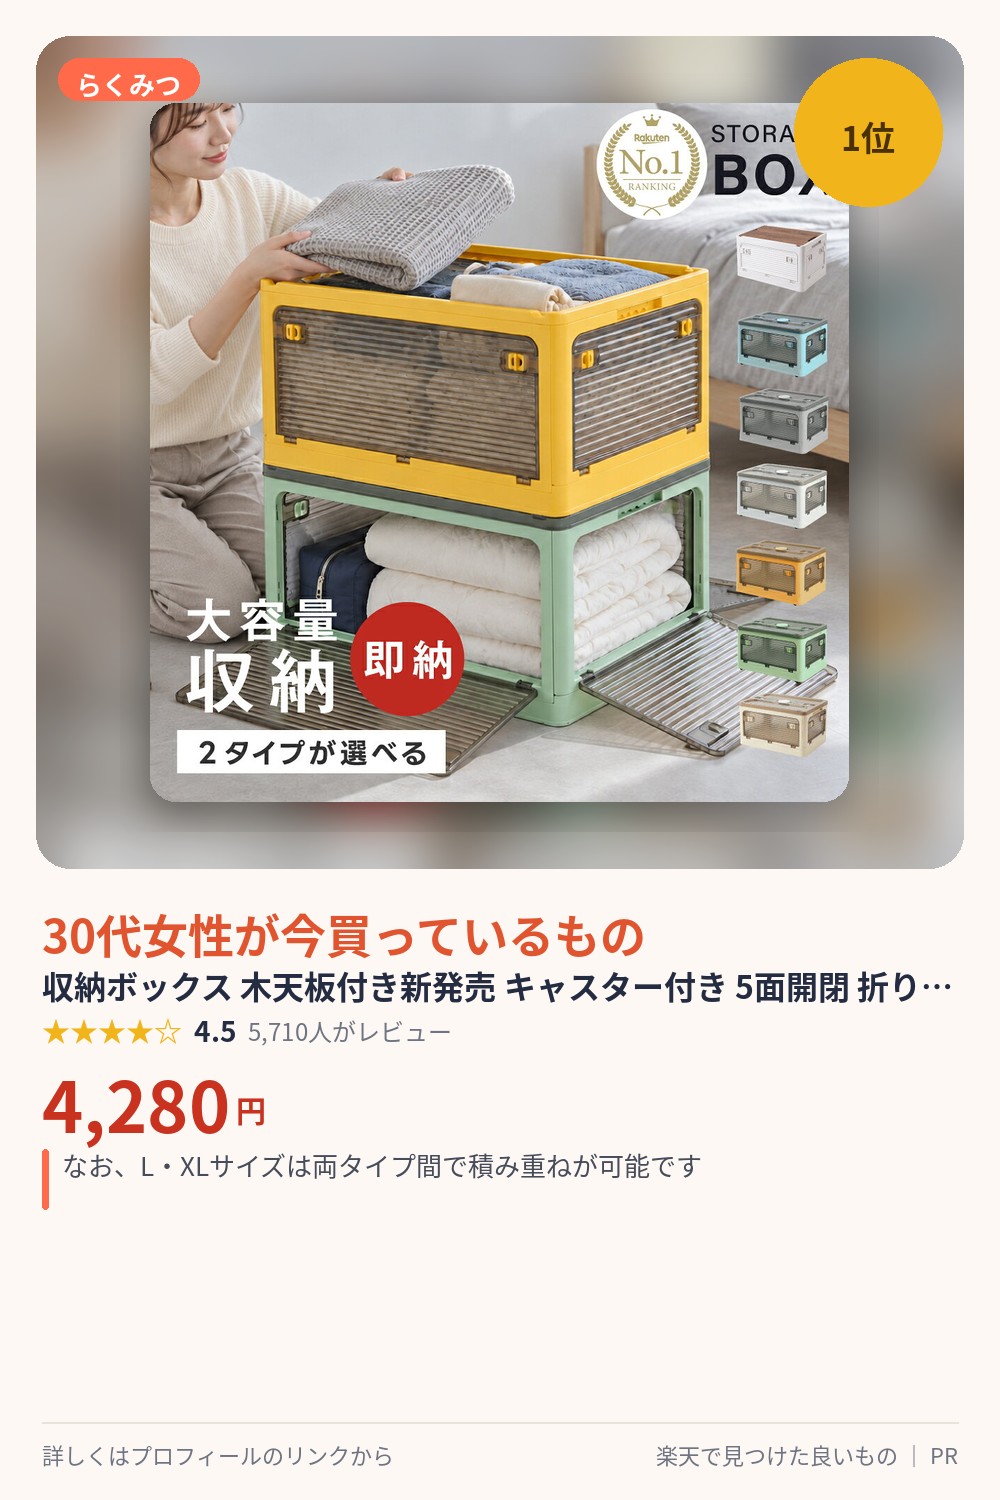 らくみつ
1位
Rakuten
No.1
RANKING
STORA
BOX
大容量
収納
即納
2タイプが選べる
30代女性が今買っているもの
収納ボックス 木天板付き新発売 キャスター付き 5面開閉 折り…
★★★★☆ 4.5 5,710人がレビュー
4,280円
なお、L・XLサイズは両タイプ間で積み重ねが可能です
詳しくはプロフィールのリンクから
楽天で見つけた良いもの｜PR